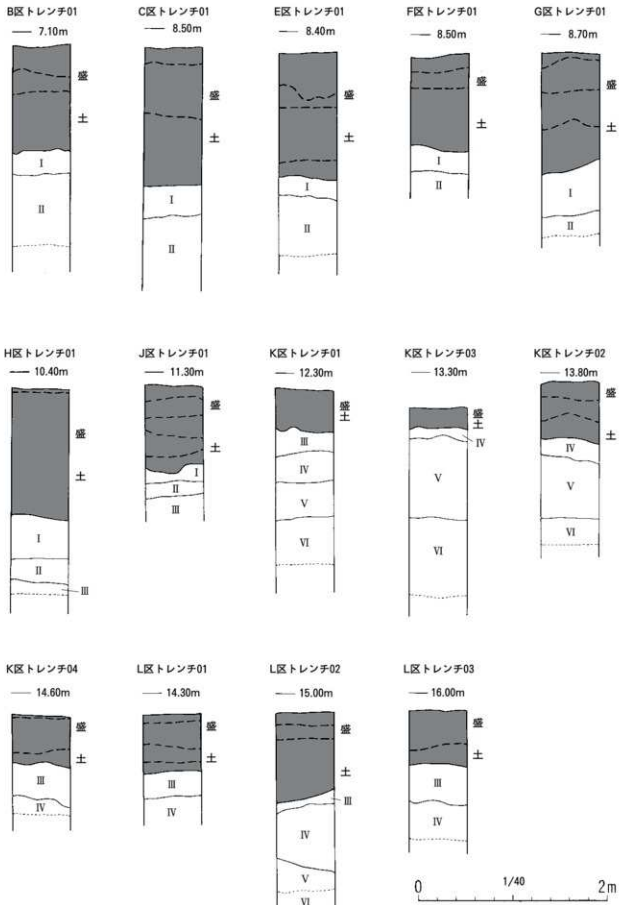 B区トレンチ01 C区トレンチ01 E区トレンチ01 F区トレンチ01 G区トレンチ01
7.10m 8.50m 8.40m 8.50m 8.70m
盛 盛 盛 盛 盛
土 土 土 土 土
I I I I I
II II II II II
H区トレンチ01 J区トレンチ01 K区トレンチ01 K区トレンチ03 K区トレンチ02
10.40m 11.30m 12.30m 13.30m 13.80m
盛 盛 盛 盛 盛
土 土 土 土 土
I I III IV IV
II II IV V V
III III V VI VI
VI
K区トレンチ04 L区トレンチ01 L区トレンチ02 L区トレンチ03
14.60m 14.30m 15.00m 16.00m
盛 盛 盛 盛
土 土 土 土
III III III III
IV IV IV IV
V
VI
0 1/40 2m